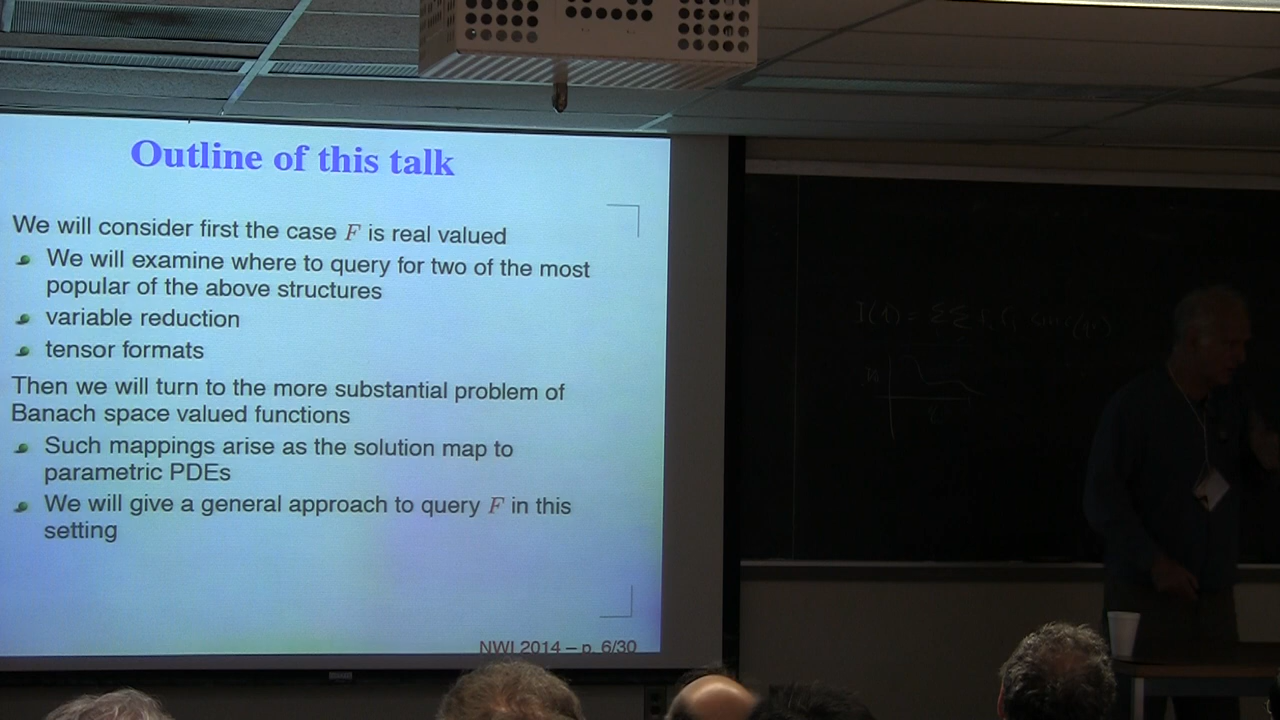 Outline of this talk
We will consider first the case F is real valued
We will examine where to query for two of the most
popular of the above structures
variable reduction
tensor formats
Then we will turn to the more substantial problem of
Banach space valued functions
Such mappings arise as the solution map to
parametric PDEs
We will give a general approach to query F in this
setting
NWI 2014 – p. 6/30